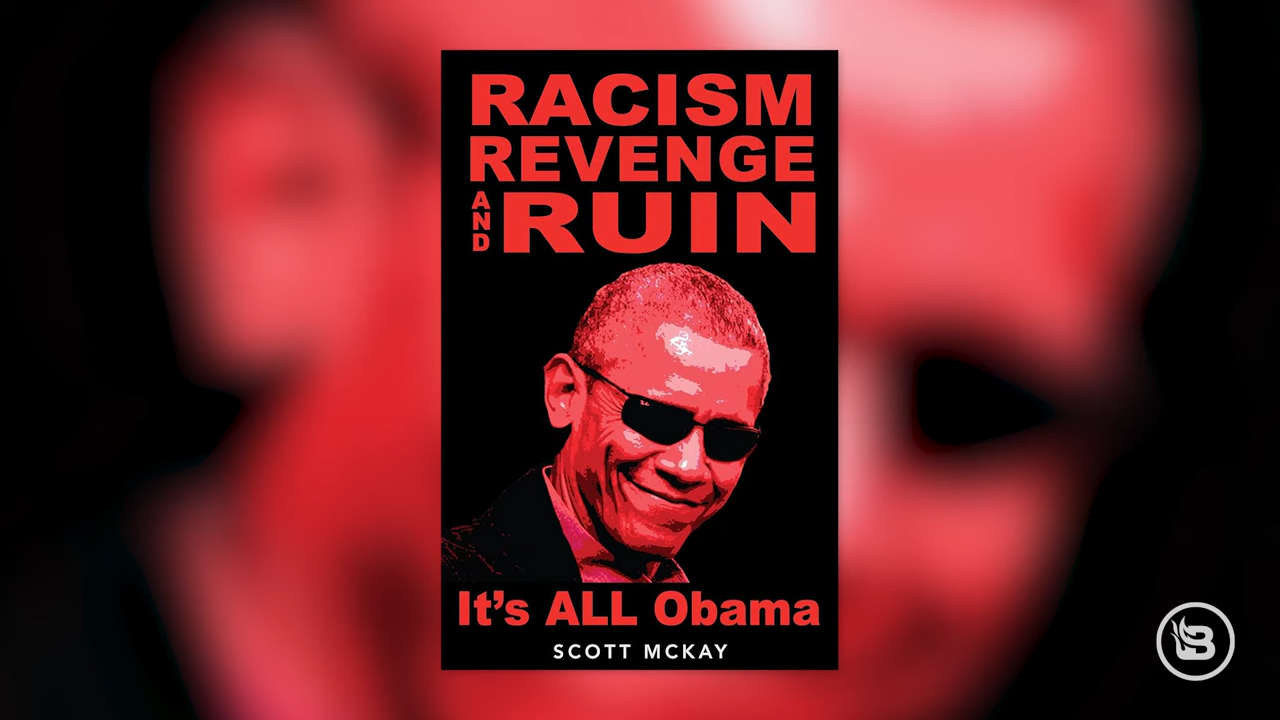 RACISM
REVENGE
AND RUIN
It's ALL Obama
SCOTT MCKAY
B